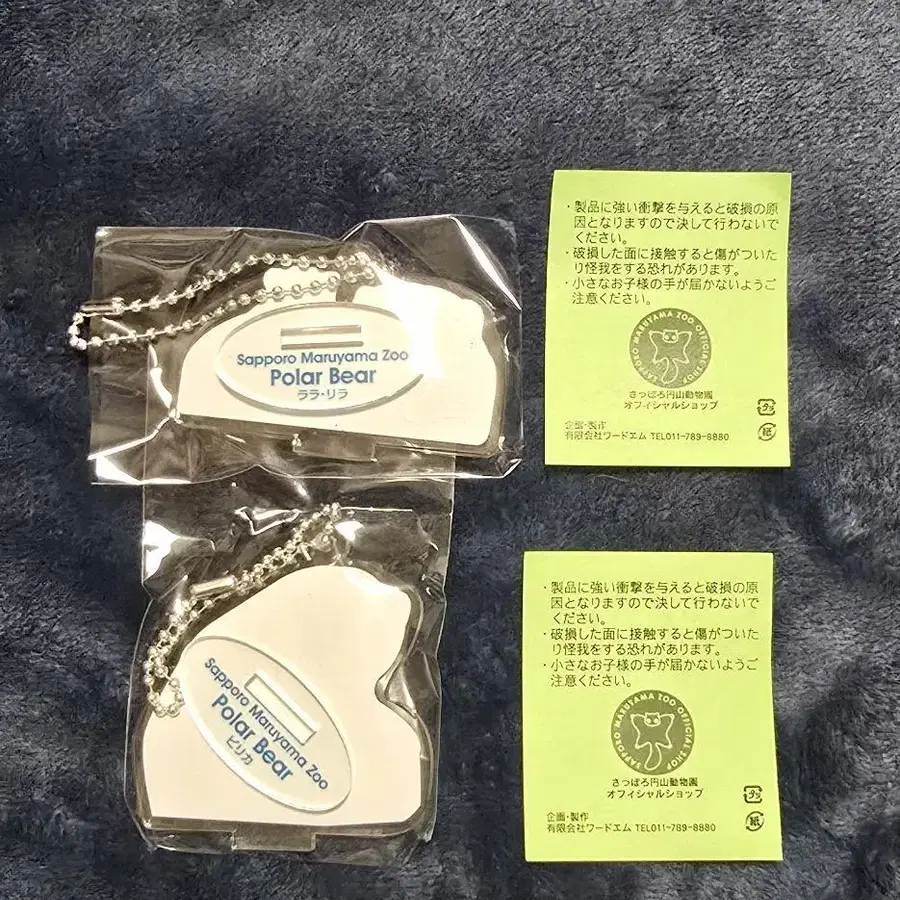 Sapporo Maruyama Zoo
Polar Bear
ララ・リラ
・製品に強い衝撃を与えると破損の原
因となりますので決して行わないで
ください。
・破損した面に接触すると傷がついた
り怪我をする恐れがあります。
・小さなお子様の手が届かないようご
注意ください。
SAPPORO MARUYAMA ZOO OFFICIAL SHOP
さっぽろ円山動物園
オフィシャルショップ
企画・製作
有限会社ワードエム TEL011-789-8880
タグ
紙
Sapporo Maruyama Zoo
Polar Bear
ピリカ
・製品に強い衝撃を与えると破損の原
因となりますので決して行わないで
ください。
・破損した面に接触すると傷がついた
り怪我をする恐れがあります。
・小さなお子様の手が届かないようご
注意ください。
SAPPORO MARUYAMA ZOO OFFICIAL SHOP
さっぽろ円山動物園
オフィシャルショップ
企画・製作
有限会社ワードエム TEL011-789-8880
タグ
紙